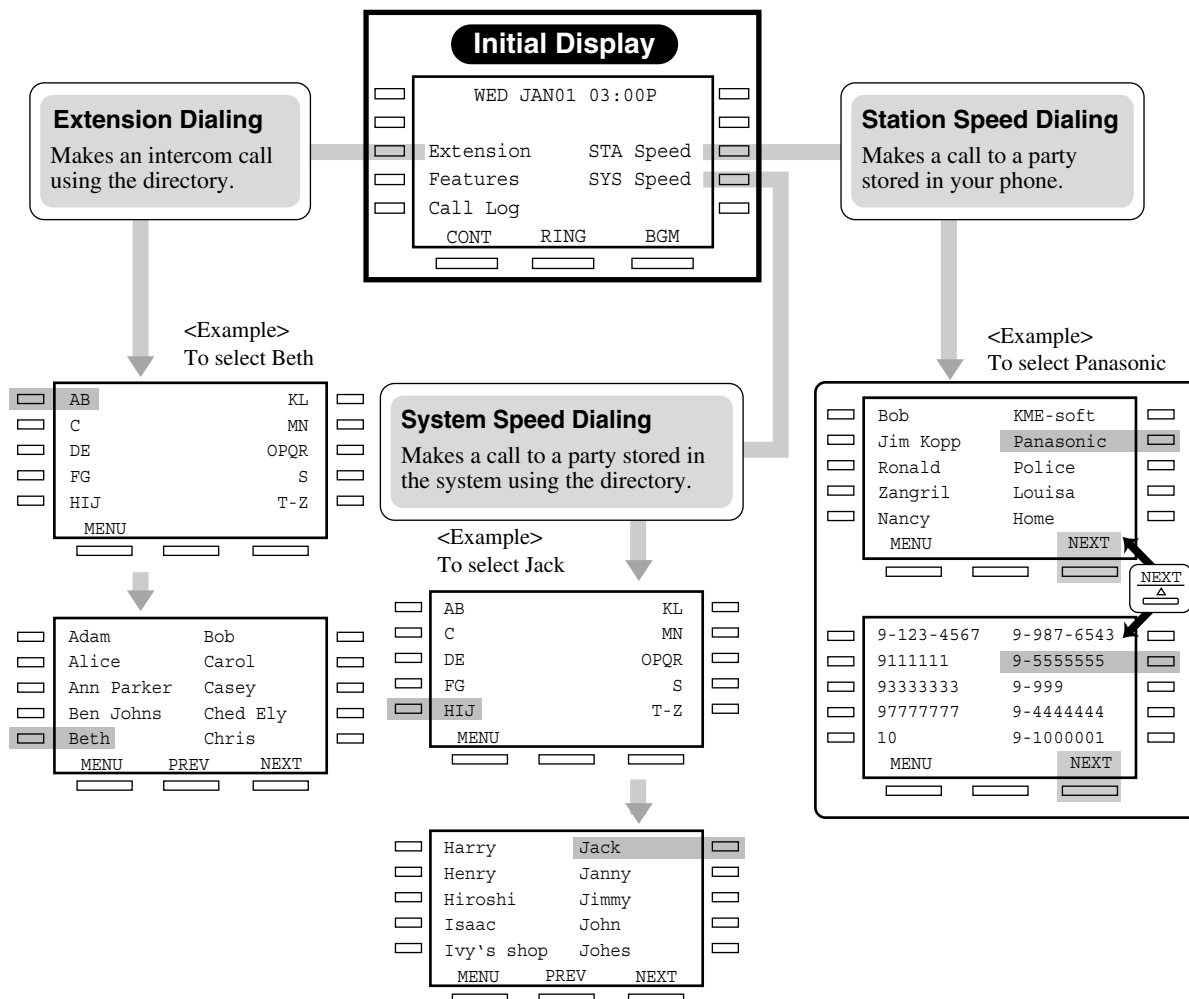 Initial Display
WED JAN01 03:00P
Extension STA Speed
Features SYS Speed
Call Log
CONT RING BGM
Extension Dialing
Makes an intercom call
using the directory.
Station Speed Dialing
Makes a call to a party
stored in your phone.
<Example>
To select Beth
AB KL
C MN
DE OPQR
FG S
HIJ T-Z
MENU
Adam Bob
Alice Carol
Ann Parker Casey
Ben Johns Ched Ely
Beth Chris
MENU PREV NEXT
System Speed Dialing
Makes a call to a party stored in
the system using the directory.
<Example>
To select Jack
AB KL
C MN
DE OPQR
FG S
HIJ T-Z
MENU
Harry Jack
Henry Janny
Hiroshi Jimmy
Isaac John
Ivy‘s shop Johes
MENU PREV NEXT
<Example>
To select Panasonic
Bob KME-soft
Jim Kopp Panasonic
Ronald Police
Zangril Louisa
Nancy Home
MENU NEXT
NEXT
9-123-4567 9-987-6543
9111111 9-5555555
93333333 9-999
97777777 9-4444444
10 9-1000001
MENU NEXT